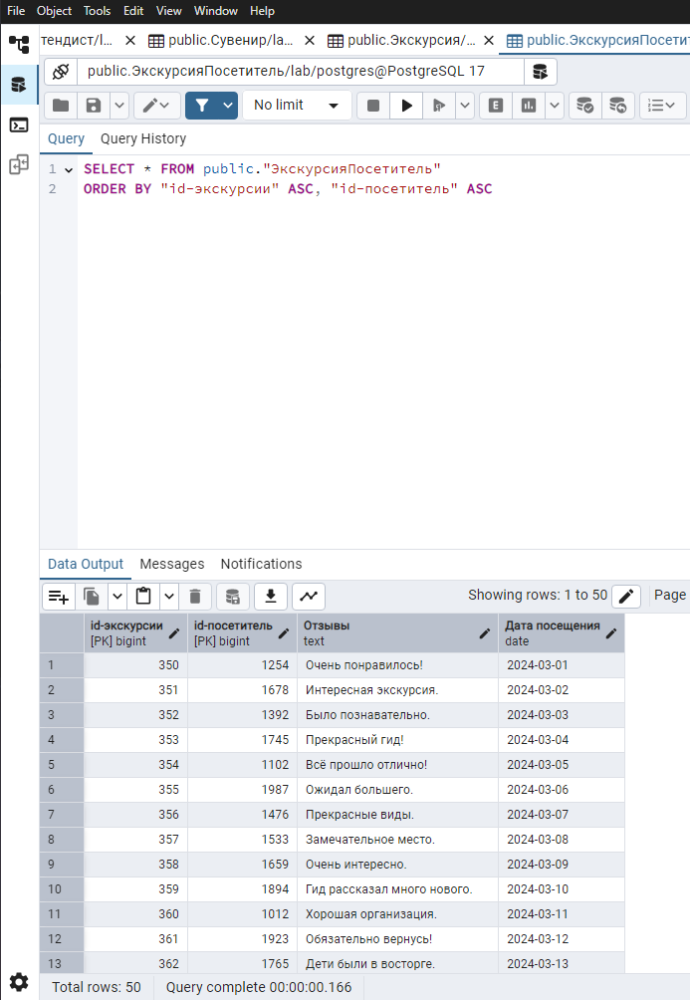 File Object Tools Edit View Window Help
тендист/l... public.Сувенир/la... public.Экскурсия/... public.ЭкскурсияПосетит
public.ЭкскурсияПосетитель/lab/postgres@PostgreSQL 17
No limit E
Query Query History
1 SELECT * FROM public."ЭкскурсияПосетитель"
2 ORDER BY "id-экскурсии" ASC, "id-посетитель" ASC
Data Output Messages Notifications
Showing rows: 1 to 50 Page
id-экскурсии id-посетитель Отзывы Дата посещения
[PK] bigint [PK] bigint text date
1 350 1254 Очень понравилось! 2024-03-01
2 351 1678 Интересная экскурсия. 2024-03-02
3 352 1392 Было познавательно. 2024-03-03
4 353 1745 Прекрасный гид! 2024-03-04
5 354 1102 Всё прошло отлично! 2024-03-05
6 355 1987 Ожидал большего. 2024-03-06
7 356 1476 Прекрасные виды. 2024-03-07
8 357 1533 Замечательное место. 2024-03-08
9 358 1659 Очень интересно. 2024-03-09
10 359 1894 Гид рассказал много нового. 2024-03-10
11 360 1012 Хорошая организация. 2024-03-11
12 361 1923 Обязательно вернусь! 2024-03-12
13 362 1765 Дети были в восторге. 2024-03-13
Total rows: 50 Query complete 00:00:00.166